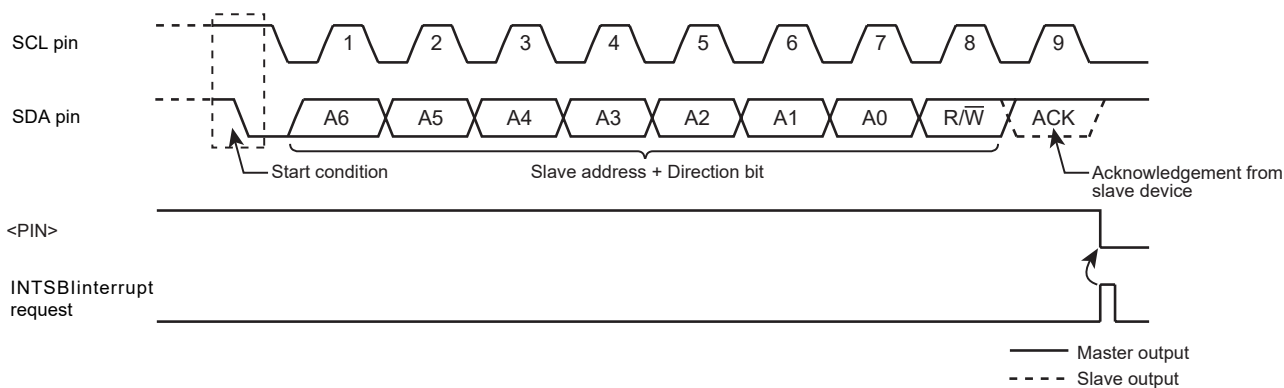 SCL pin
1 2 3 4 5 6 7 8 9
SDA pin
A6 A5 A4 A3 A2 A1 A0 R/W̅ ACK
Start condition
Slave address + Direction bit
Acknowledgement from
slave device
<PIN>
INTSBIinterrupt
request
Master output
Slave output